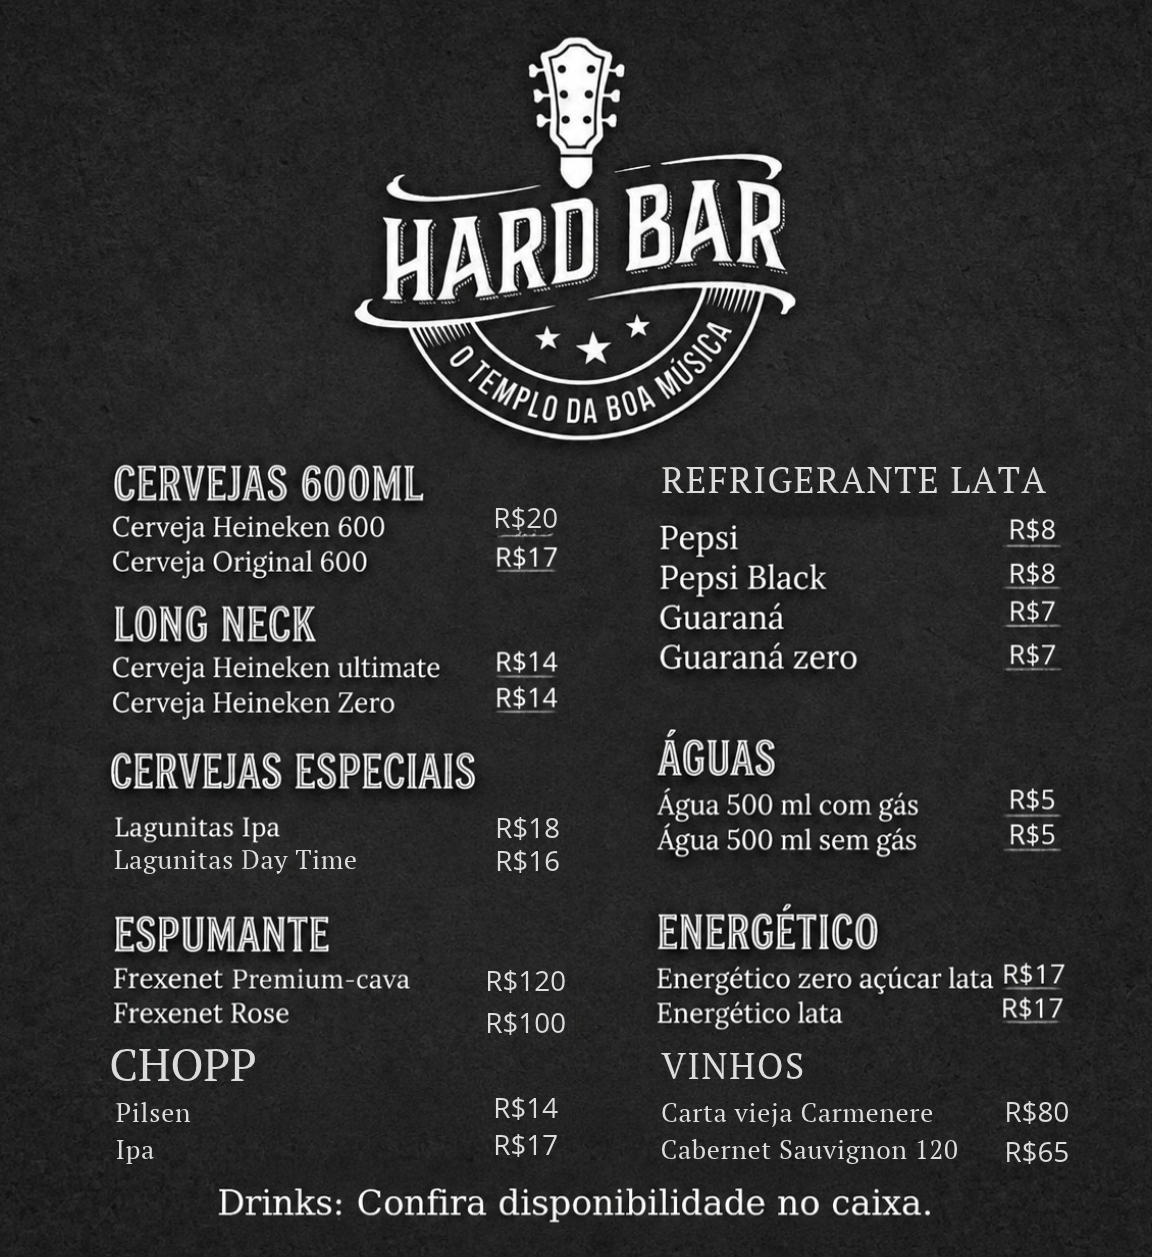 HARD BAR
O TEMPLO DA BOA MÚSICA
CERVEJAS 600ML
Cerveja Heineken 600 R$20
Cerveja Original 600 R$17
LONG NECK
Cerveja Heineken ultimate R$14
Cerveja Heineken Zero R$14
CERVEJAS ESPECIAIS
Lagunitas Ipa R$18
Lagunitas Day Time R$16
ESPUMANTE
Frexenet Premium-cava R$120
Frexenet Rose R$100
CHOPP
Pilsen R$14
Ipa R$17
REFRIGERANTE LATA
Pepsi R$8
Pepsi Black R$8
Guaraná R$7
Guaraná zero R$7
ÁGUAS
Água 500 ml com gás R$5
Água 500 ml sem gás R$5
ENERGÉTICO
Energético zero açúcar lata R$17
Energético lata R$17
VINHOS
Carta vieja Carmenere R$80
Cabernet Sauvignon 120 R$65
Drinks: Confira disponibilidade no caixa.